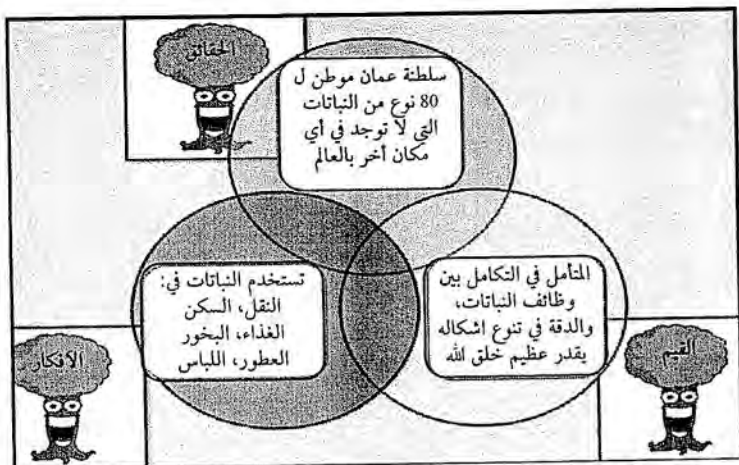 الحقائق
سلطنة عمان موطن ل
80 نوع من النباتات
التي لا توجد في أي
مكان أخر بالعالم
المتأمل في التكامل بين
وظائف النباتات،
والدقة في تنوع اشكاله
يقدر عظيم خلق الله
القيم
تستخدم النباتات في:
النقل، السكن
الغذاء، البخور
العطور، اللباس
الأفكار